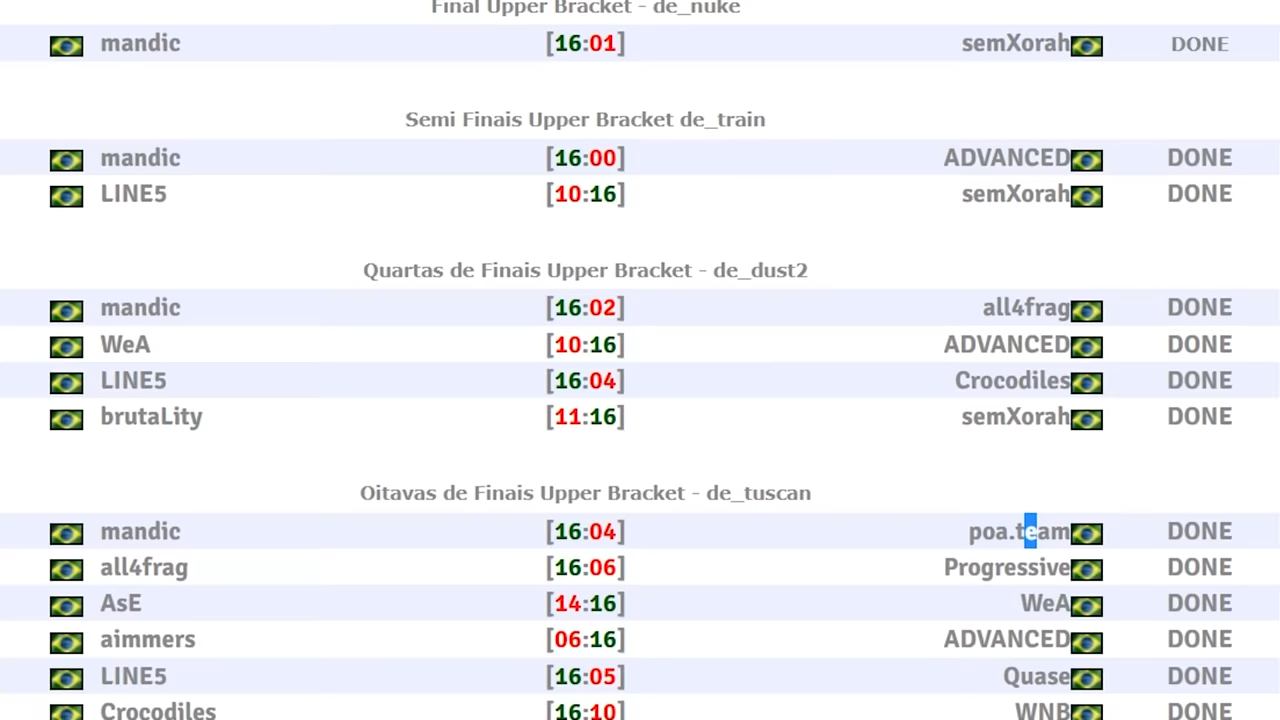 Final Upper Bracket - de_nuke
mandic [16:01] semXorah DONE
Semi Finais Upper Bracket de_train
mandic [16:00] ADVANCED DONE
LINE5 [10:16] semXorah DONE
Quartas de Finais Upper Bracket - de_dust2
mandic [16:02] all4frag DONE
WeA [10:16] ADVANCED DONE
LINE5 [16:04] Crocodiles DONE
brutaLity [11:16] semXorah DONE
Oitavas de Finais Upper Bracket - de_tuscan
mandic [16:04] poa.team DONE
all4frag [16:06] Progressive DONE
AsE [14:16] WeA DONE
aimmers [06:16] ADVANCED DONE
LINE5 [16:05] Quase DONE
Crocodiles [16:10] WNB DONE